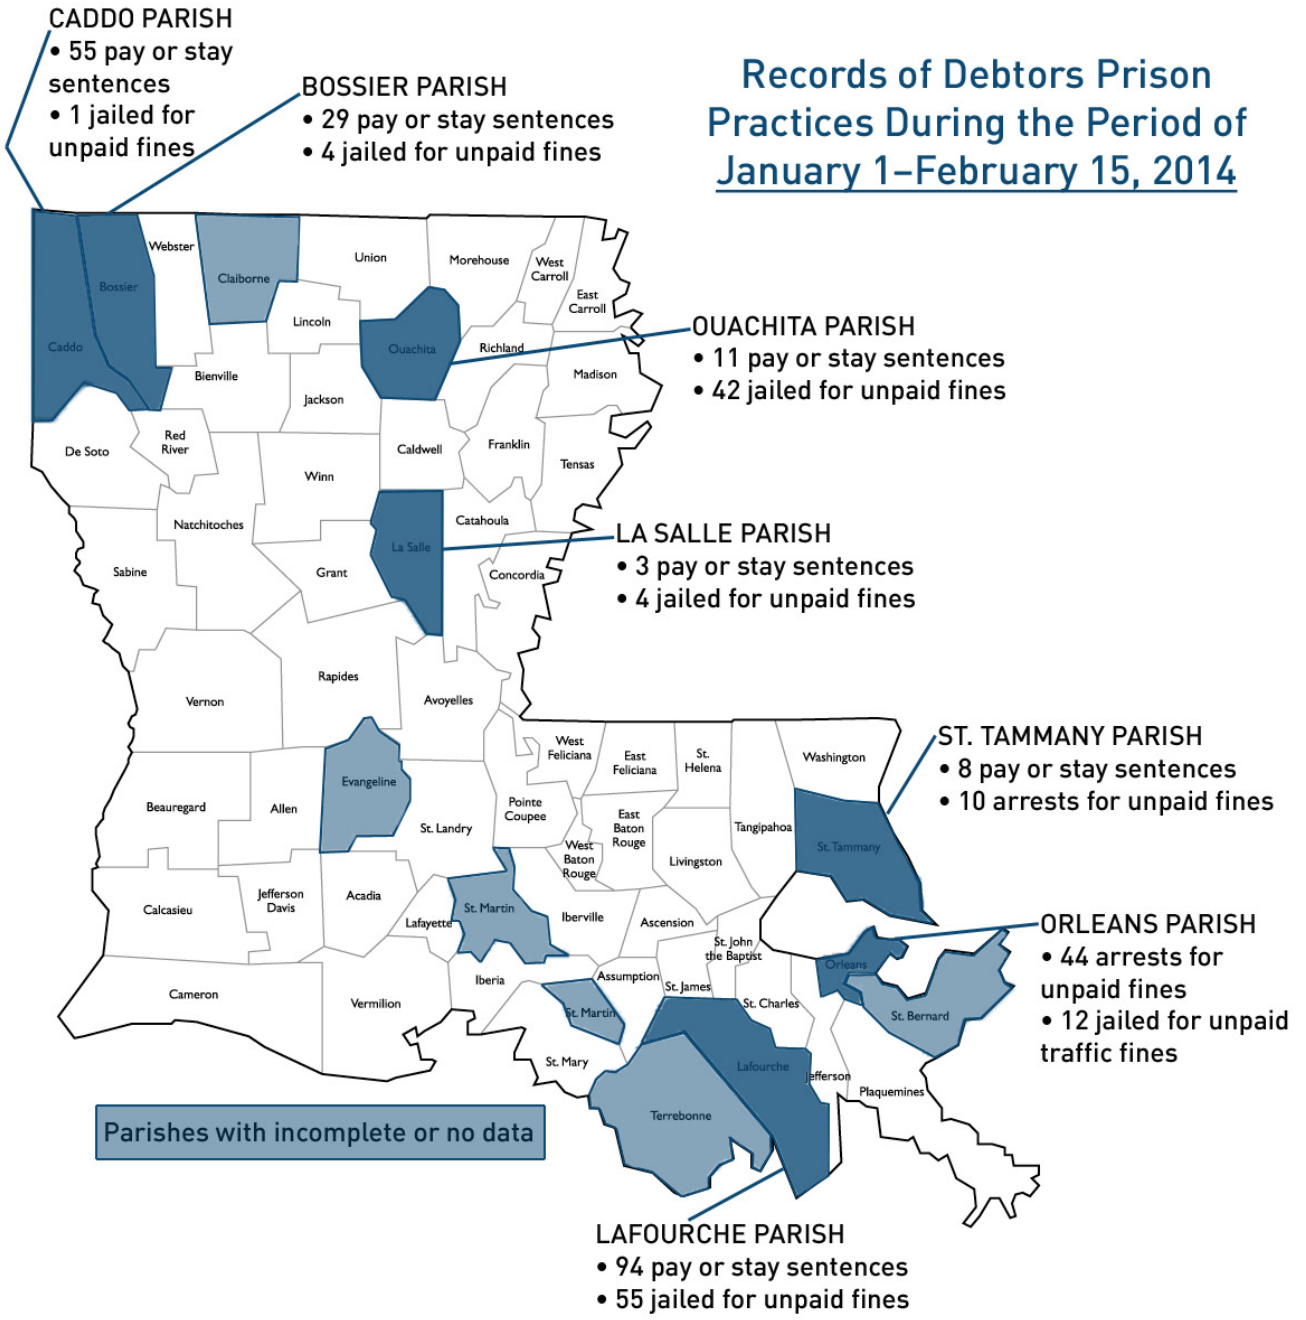 CADDO PARISH
• 55 pay or stay
sentences
• 1 jailed for
unpaid fines
BOSSIER PARISH
• 29 pay or stay sentences
• 4 jailed for unpaid fines
Records of Debtors Prison
Practices During the Period of
January 1–February 15, 2014
Webster
Claiborne
Union
Morehouse
West
Carroll
East
Carroll
Bossier
Caddo
Lincoln
Ouachita
Richland
Madison
Bienville
Jackson
OUACHITA PARISH
• 11 pay or stay sentences
• 42 jailed for unpaid fines
De Soto
Red
River
Caldwell
Franklin
Tensas
Winn
Natchitoches
Catahoula
La Salle
Sabine
Grant
Concordia
LA SALLE PARISH
• 3 pay or stay sentences
• 4 jailed for unpaid fines
Vernon
Rapides
Avoyelles
West
Feliciana
East
Feliciana
St.
Helena
Washington
ST. TAMMANY PARISH
• 8 pay or stay sentences
• 10 arrests for unpaid fines
Beauregard
Allen
Evangeline
St. Landry
Pointe
Coupee
West
Baton
Rouge
East
Baton
Rouge
Livingston
Tangipahoa
St. Tammany
Calcasieu
Jefferson
Davis
Acadia
Lafayette
St. Martin
Iberville
Ascension
St. John
the Baptist
Orleans
ORLEANS PARISH
• 44 arrests for
unpaid fines
• 12 jailed for unpaid
traffic fines
Cameron
Vermilion
Iberia
Assumption
St. James
St. Charles
St. Martin
St. Bernard
St. Mary
Lafourche
Jefferson
Plaquemines
Terrebonne
Parishes with incomplete or no data
LAFOURCHE PARISH
• 94 pay or stay sentences
• 55 jailed for unpaid fines